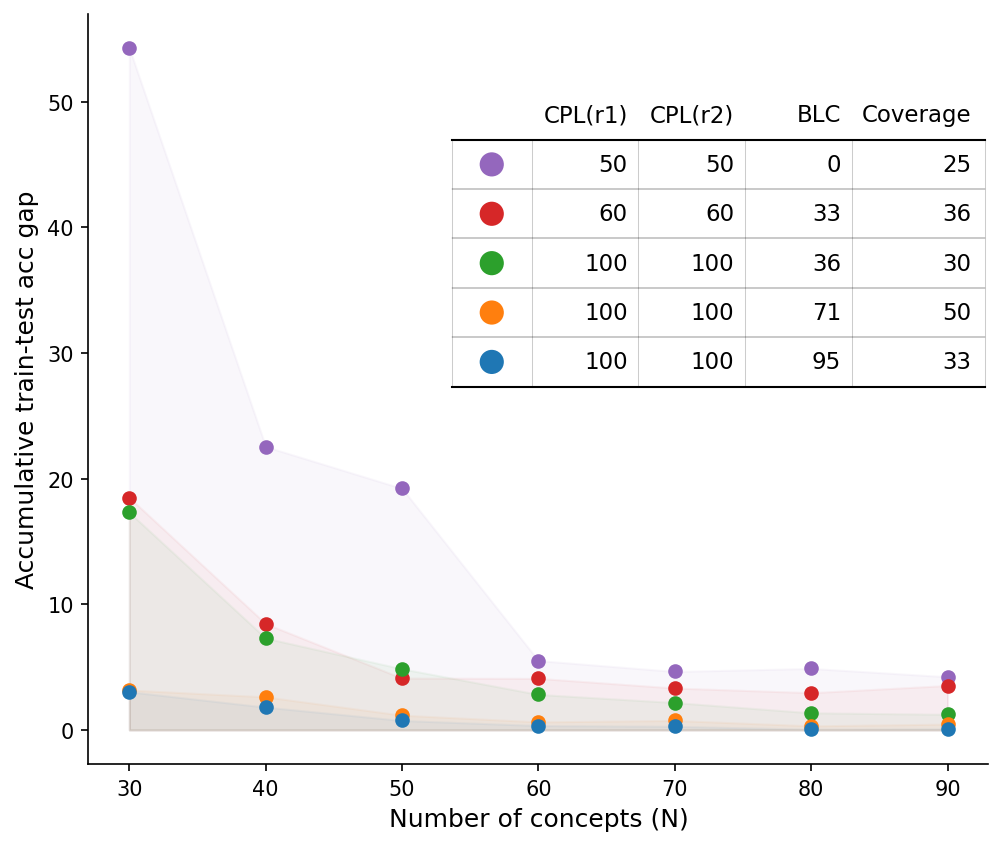 CPL(r1) CPL(r2) BLC Coverage
50 50 0 25
60 60 33 36
100 100 36 30
100 100 71 50
100 100 95 33
Accumulative train-test acc gap
50
40
30
20
10
0
30 40 50 60 70 80 90
Number of concepts (N)